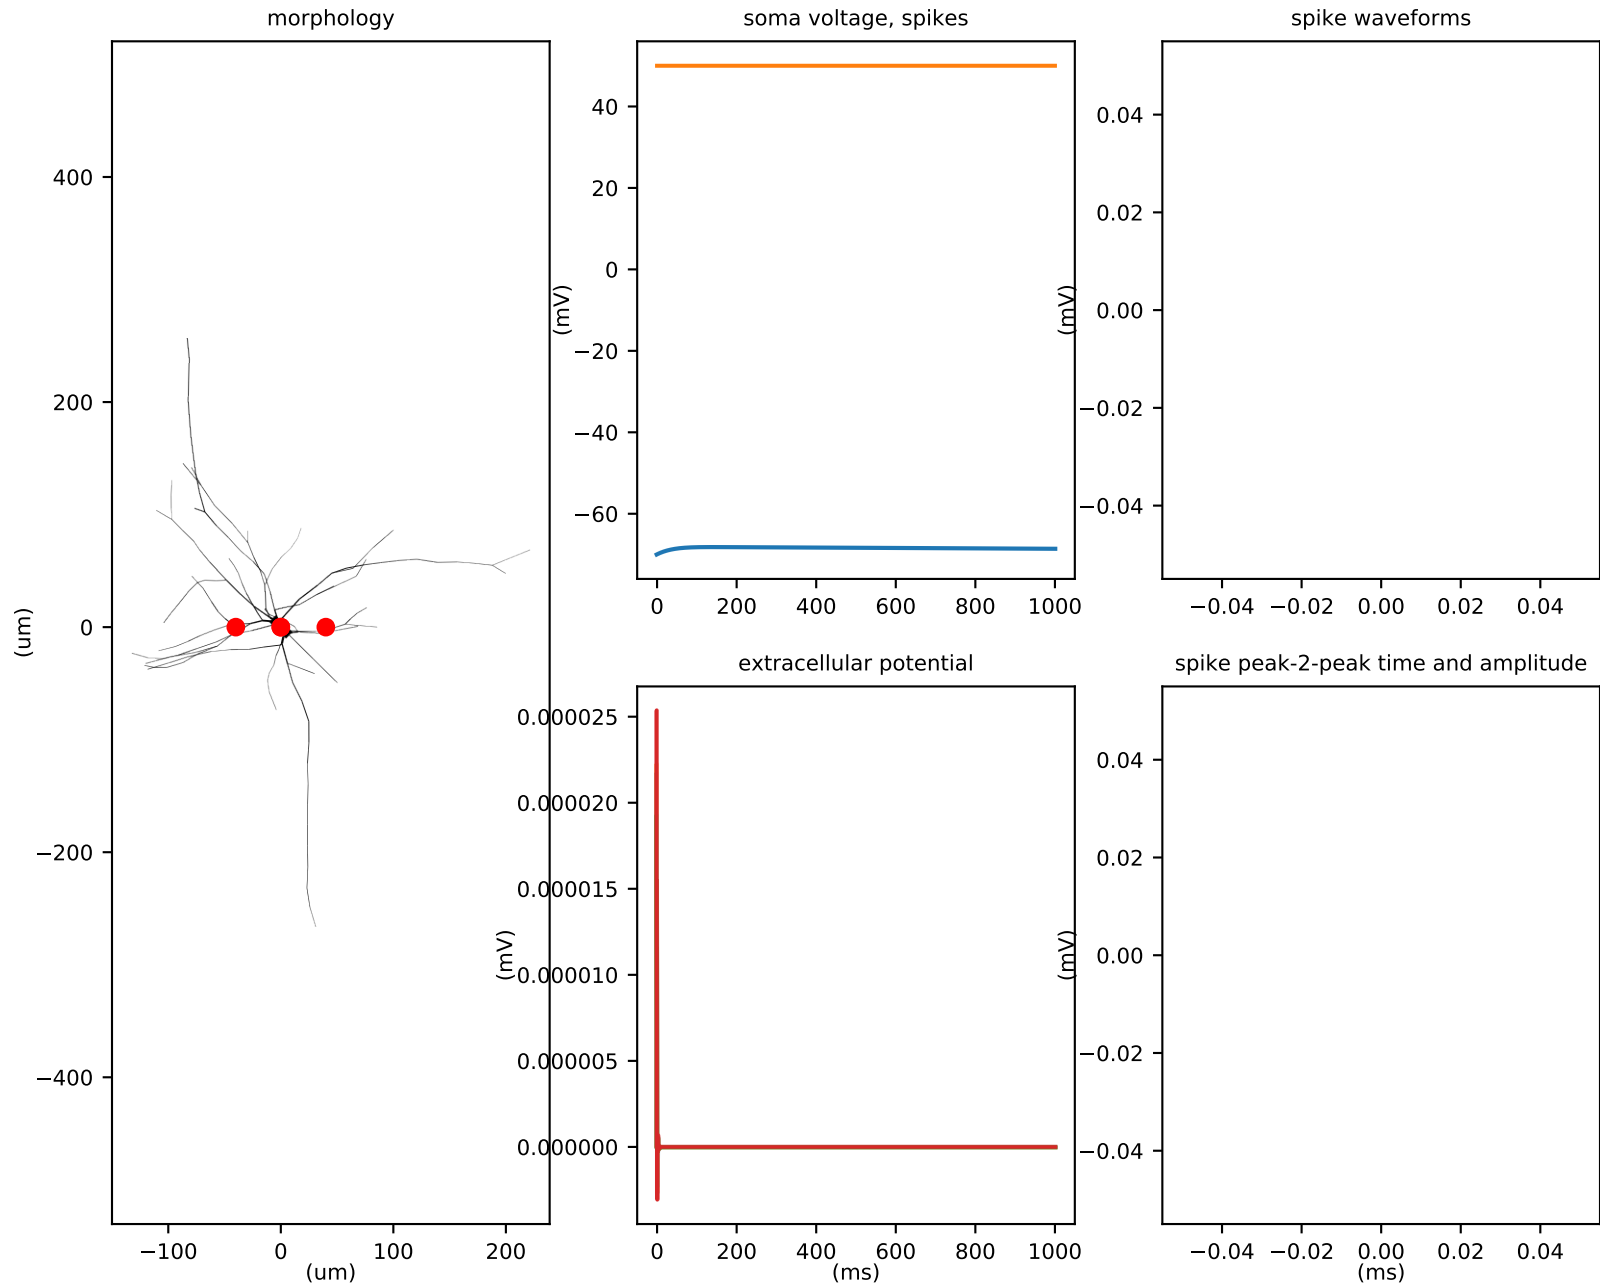 morphology
400
200
0
−200
−400
(um)
−100 0 100 200
(um)
soma voltage, spikes
40
20
0
−20
−40
−60
(mV)
0 200 400 600 800 1000
spike waveforms
0.04
0.02
0.00
−0.02
−0.04
(mV)
−0.04 −0.02 0.00 0.02 0.04
extracellular potential
0.000025
0.000020
0.000015
0.000010
0.000005
0.000000
(mV)
0 200 400 600 800 1000
(ms)
spike peak-2-peak time and amplitude
0.04
0.02
0.00
−0.02
−0.04
(mV)
−0.04 −0.02 0.00 0.02 0.04
(ms)